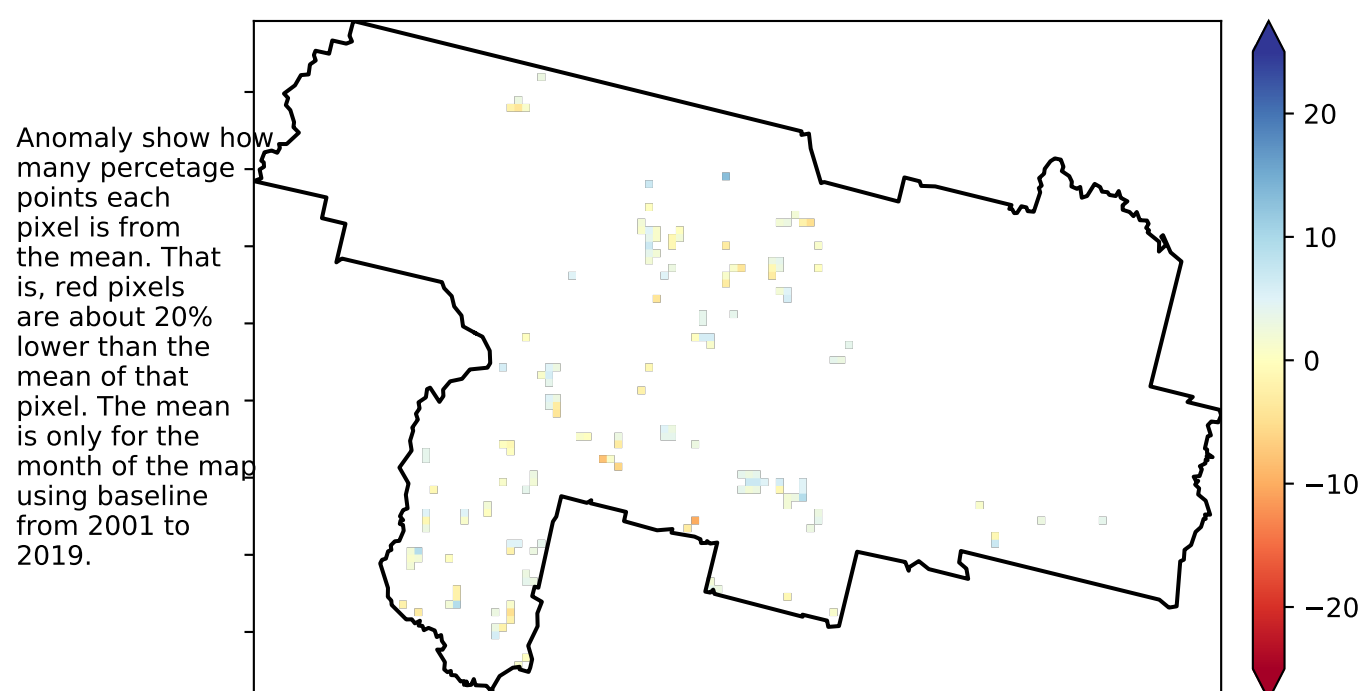 Anomaly show how
many percetage
points each
pixel is from
the mean. That
is, red pixels
are about 20%
lower than the
mean of that
pixel. The mean
is only for the
month of the map
using baseline
from 2001 to
2019.
20
10
0
−10
−20